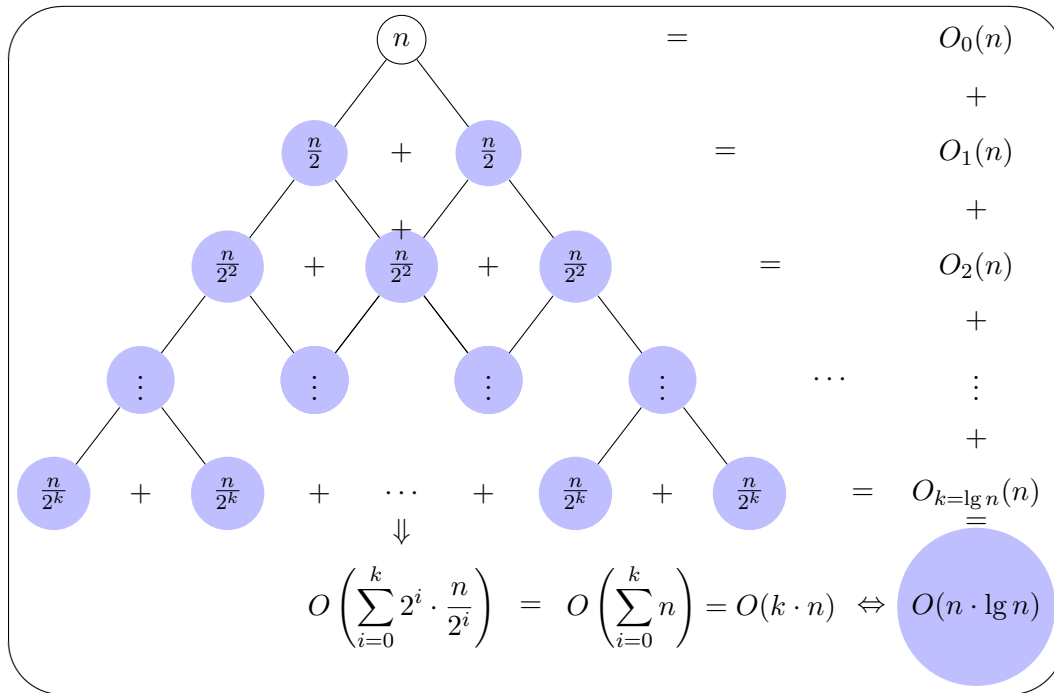 n = O_0(n)
+
n/2 + n/2 = O_1(n)
+ +
n/2^2 + n/2^2 + n/2^2 = O_2(n)
+
⋮ ⋮ ⋮ ⋮ ⋯ ⋮
+
n/2^k + n/2^k + ⋯ + n/2^k + n/2^k = O_{k=lg n}(n)
⇓ =
O(∑_{i=0}^{k} 2^i · n/2^i) = O(∑_{i=0}^{k} n) = O(k · n) ⇔ O(n · lg n)